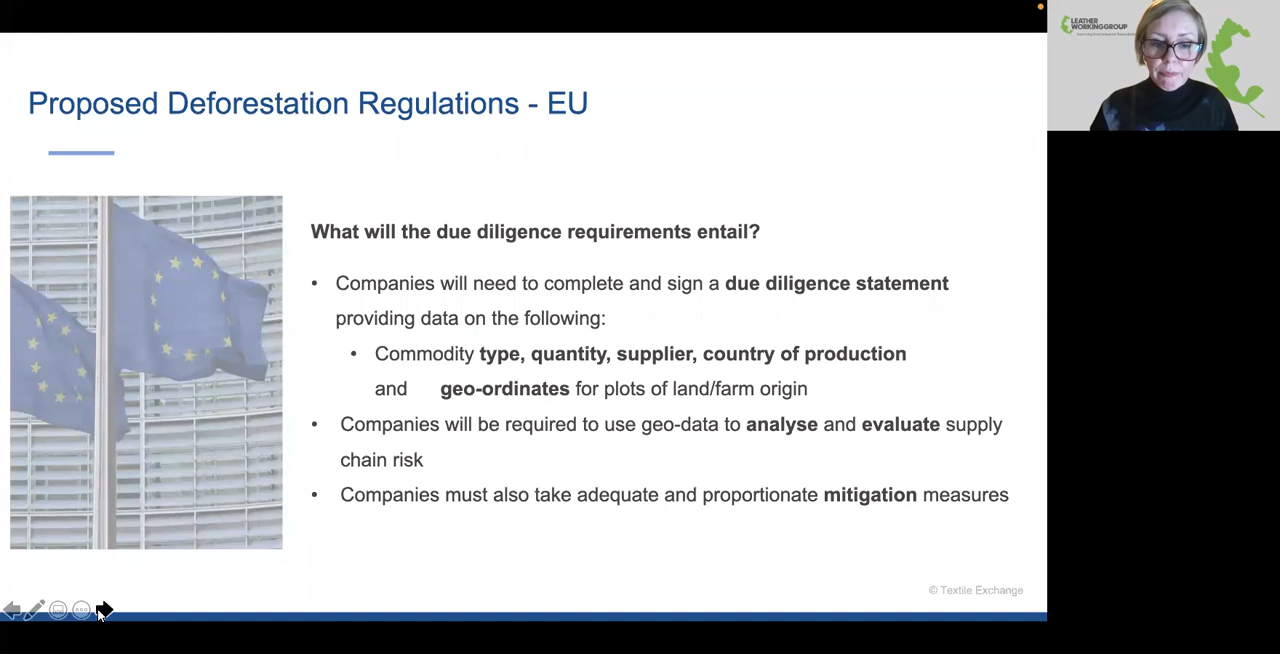 Proposed Deforestation Regulations - EU
What will the due diligence requirements entail?
• Companies will need to complete and sign a due diligence statement
providing data on the following:
• Commodity type, quantity, supplier, country of production
and geo-ordinates for plots of land/farm origin
• Companies will be required to use geo-data to analyse and evaluate supply
chain risk
• Companies must also take adequate and proportionate mitigation measures
© Textile Exchange
LEATHER
WORKINGGROUP